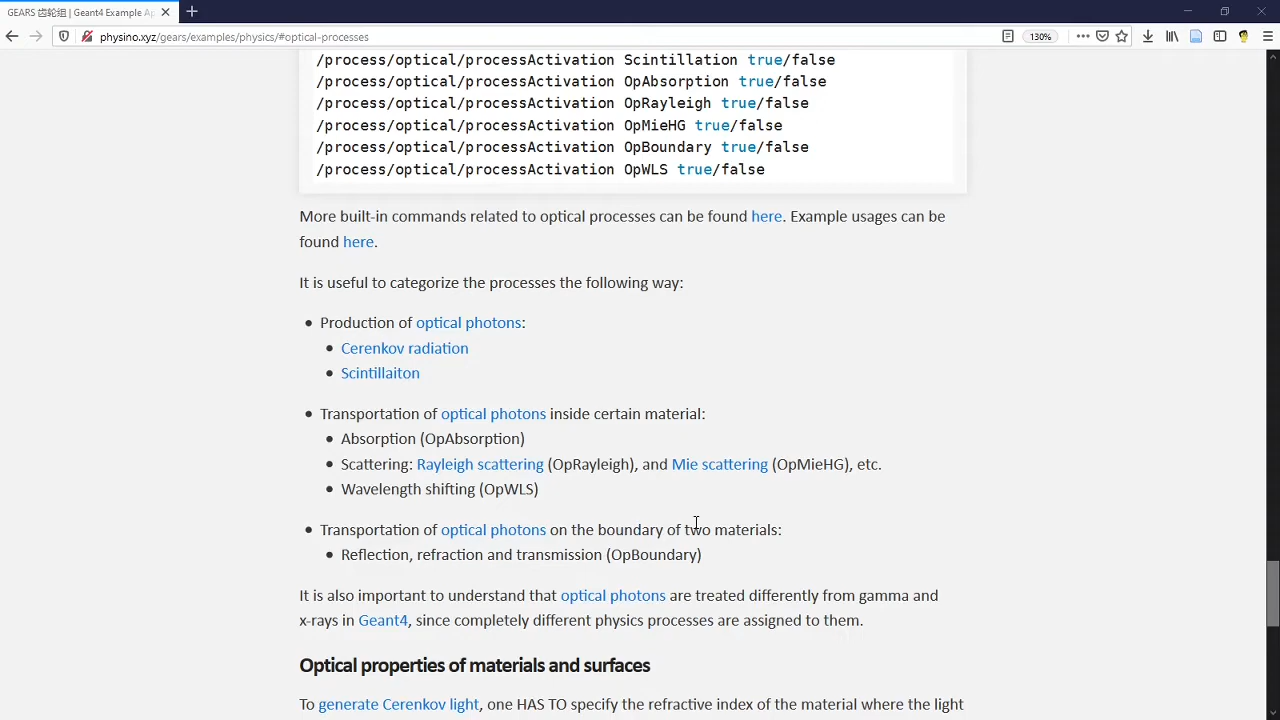 GEARS 齿轮组 | Geant4 Example Ap
physino.xyz/gears/examples/physics/#optical-processes
130%
/process/optical/processActivation Scintillation true/false
/process/optical/processActivation OpAbsorption true/false
/process/optical/processActivation OpRayleigh true/false
/process/optical/processActivation OpMieHG true/false
/process/optical/processActivation OpBoundary true/false
/process/optical/processActivation OpWLS true/false
More built-in commands related to optical processes can be found here. Example usages can be
found here.
It is useful to categorize the processes the following way:
Production of optical photons:
Cerenkov radiation
Scintillaiton
Transportation of optical photons inside certain material:
Absorption (OpAbsorption)
Scattering: Rayleigh scattering (OpRayleigh), and Mie scattering (OpMieHG), etc.
Wavelength shifting (OpWLS)
Transportation of optical photons on the boundary of two materials:
Reflection, refraction and transmission (OpBoundary)
It is also important to understand that optical photons are treated differently from gamma and
x-rays in Geant4, since completely different physics processes are assigned to them.
Optical properties of materials and surfaces
To generate Cerenkov light, one HAS TO specify the refractive index of the material where the light